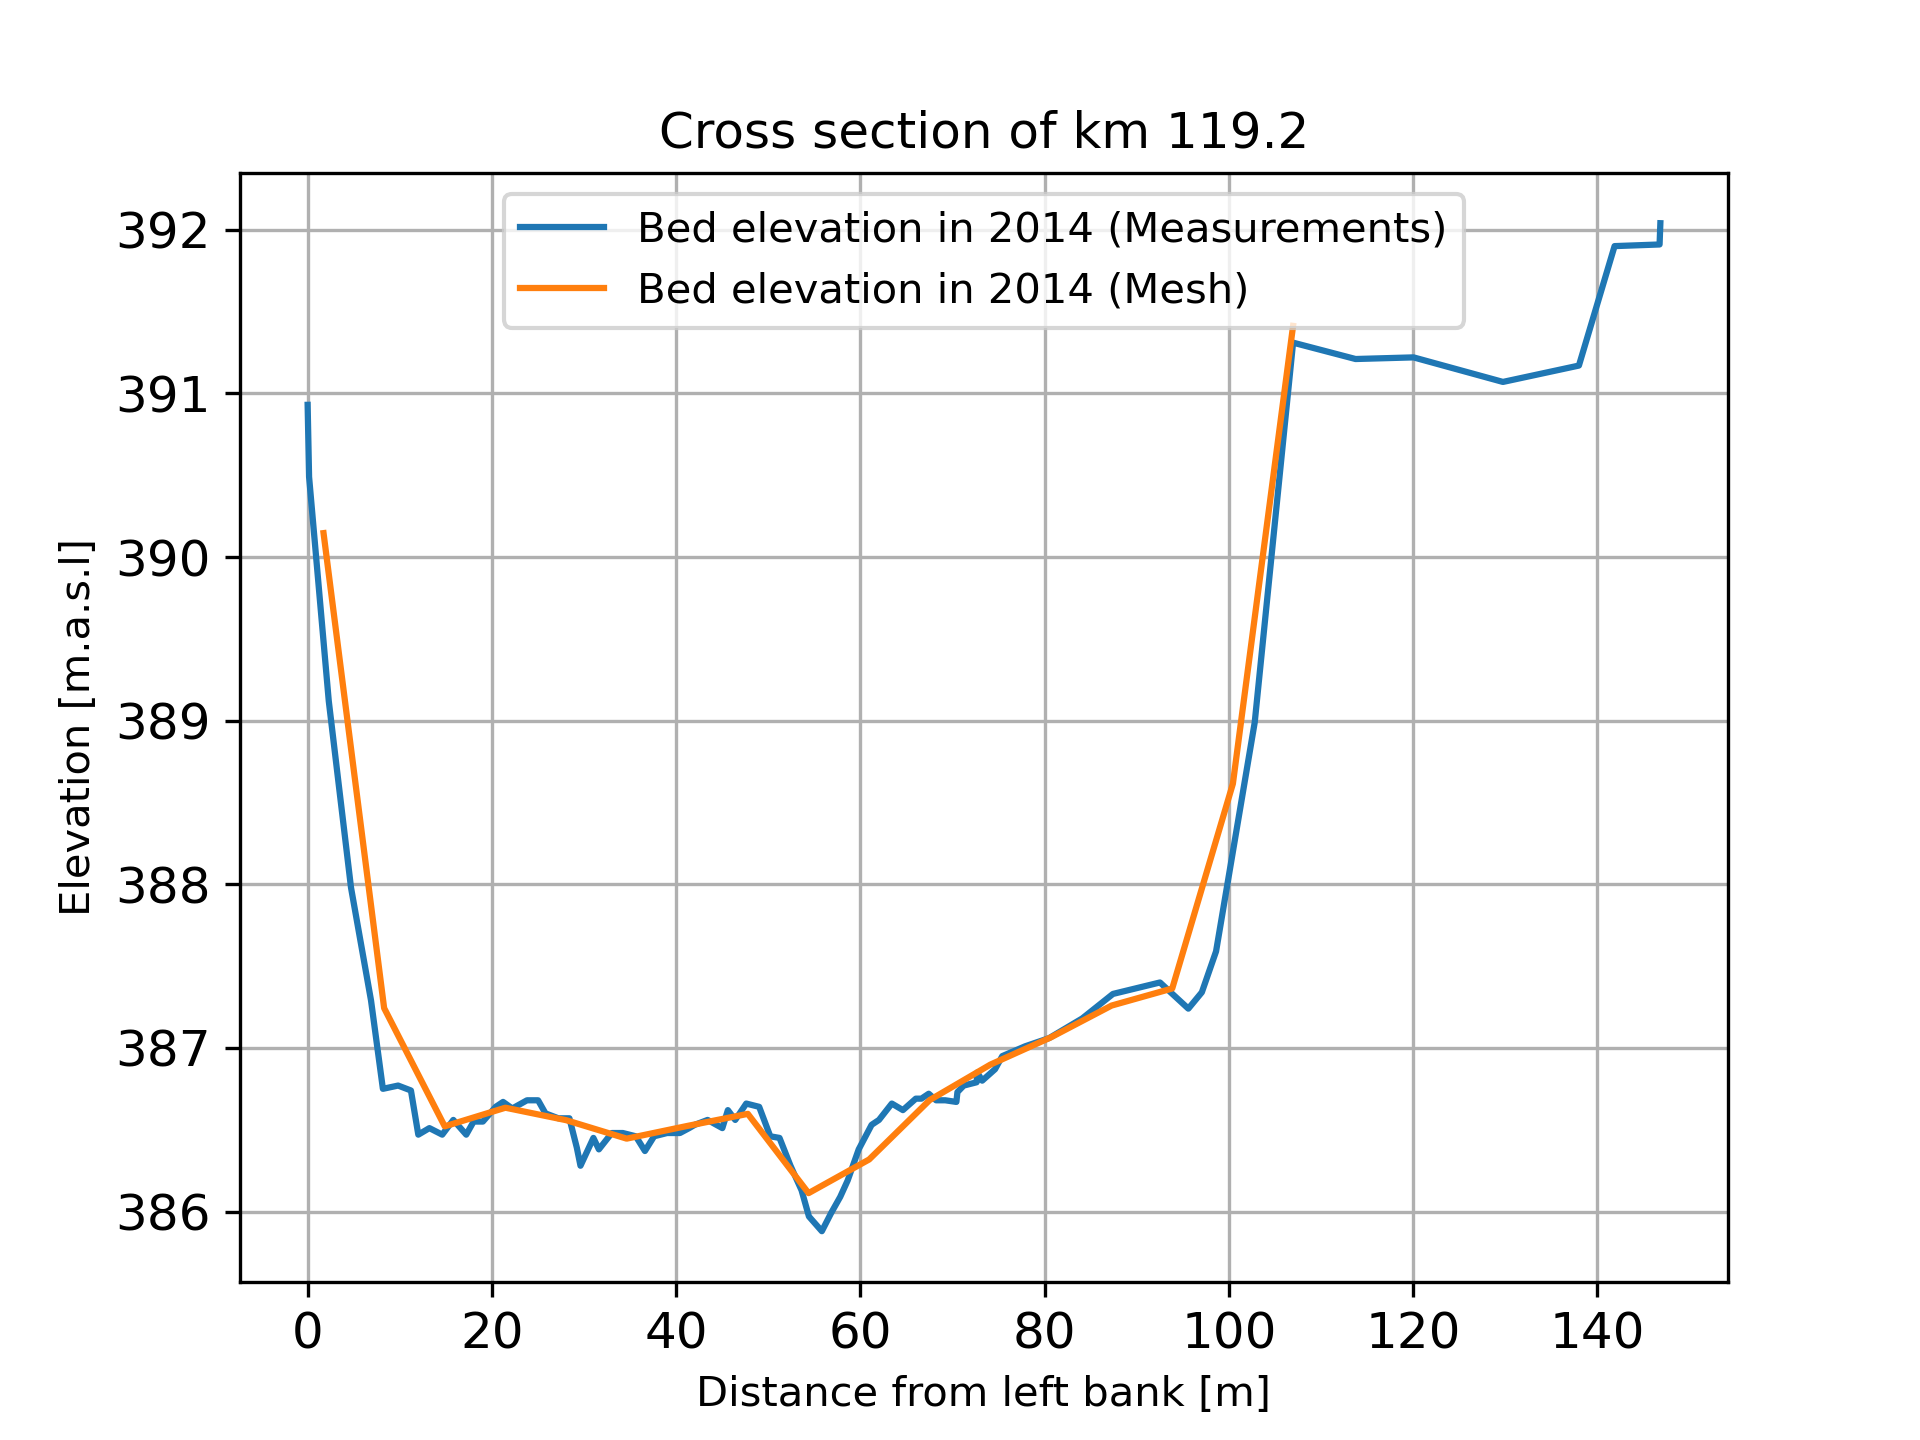 Cross section of km 119.2
Bed elevation in 2014 (Measurements)
Bed elevation in 2014 (Mesh)
Elevation [m.a.s.l]
392
391
390
389
388
387
386
0 20 40 60 80 100 120 140
Distance from left bank [m]